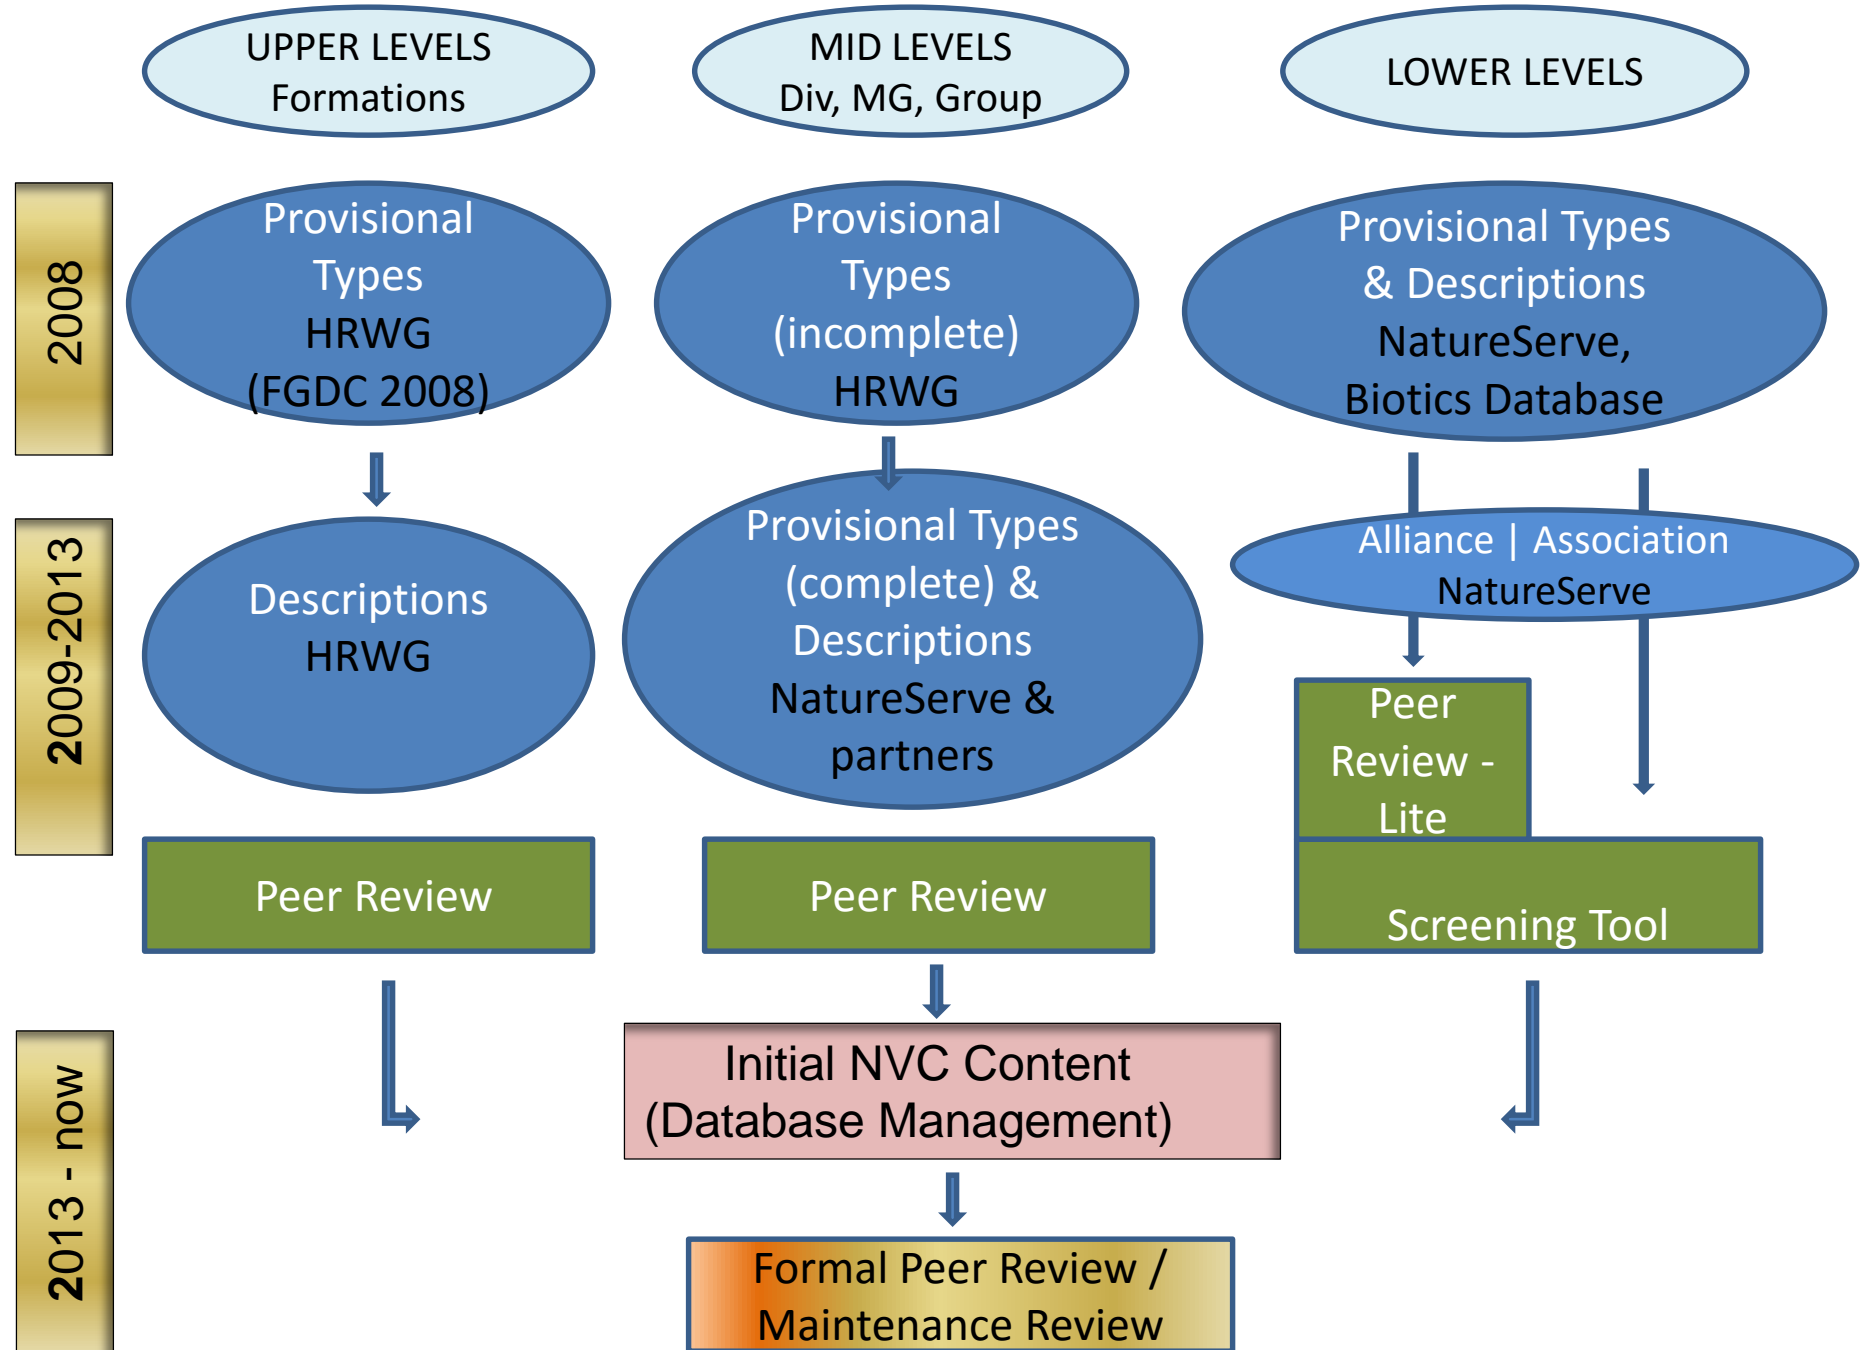 UPPER LEVELS
Formations
MID LEVELS
Div, MG, Group
LOWER LEVELS
2008
Provisional
Types
HRWG
(FGDC 2008)
Provisional
Types
(incomplete)
HRWG
Provisional Types
& Descriptions
NatureServe,
Biotics Database
2009-2013
Descriptions
HRWG
Provisional Types
(complete) &
Descriptions
NatureServe &
partners
Alliance | Association
NatureServe
Peer
Review -
Lite
Peer Review
Peer Review
Screening Tool
2013 - now
Initial NVC Content
(Database Management)
Formal Peer Review /
Maintenance Review